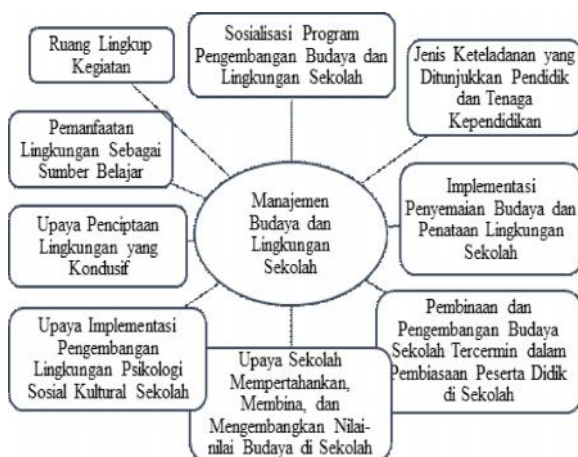 Ruang Lingkup
Kegiatan
Sosialisasi Program
Pengembangan Budaya dan
Lingkungan Sekolah
Jenis Keteladanan yang
Ditunjukkan Pendidik
dan Tenaga
Kependidikan
Pemanfaatan
Lingkungan Sebagai
Sumber Belajar
Manajemen
Budaya dan
Lingkungan
Sekolah
Implementasi
Penyemaian Budaya dan
Penataan Lingkungan
Sekolah
Upaya Penciptaan
Lingkungan yang
Kondusif
Upaya Implementasi
Pengembangan
Lingkungan Psikologi
Sosial Kultural Sekolah
Upaya Sekolah
Mempertahankan,
Membina, dan
Mengembangkan Nilai-
nilai Budaya di Sekolah
Pembinaan dan
Pengembangan Budaya
Sekolah Tercermin dalam
Pembiasaan Peserta Didik
di Sekolah